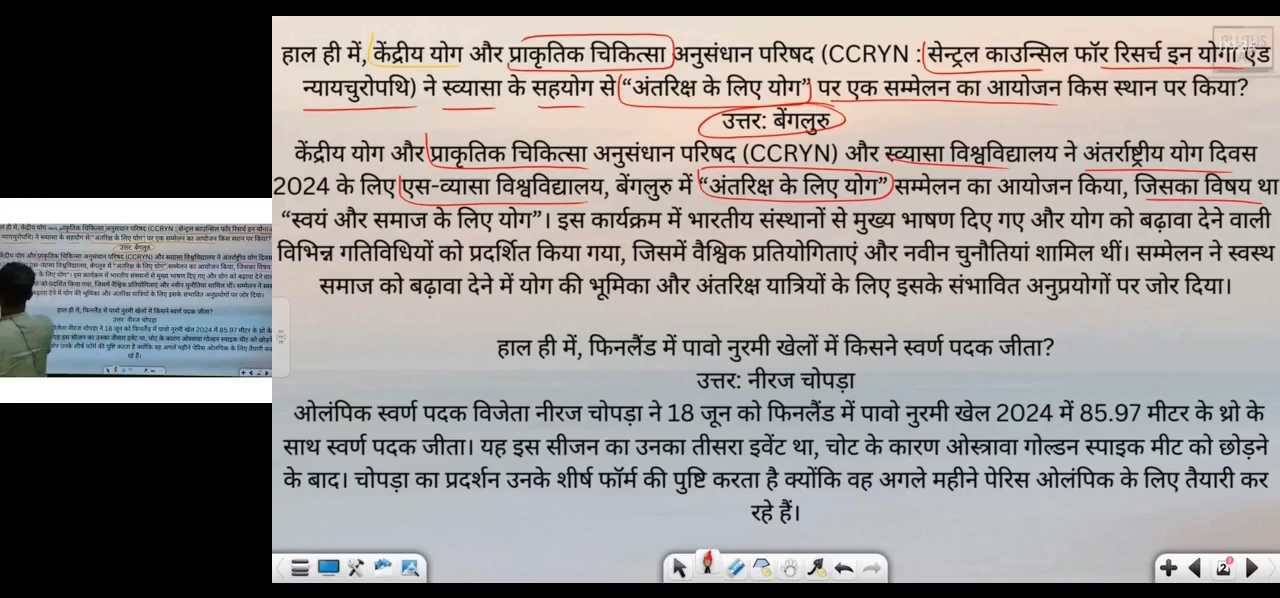 हाल ही में, केंद्रीय योग और प्राकृतिक चिकित्सा अनुसंधान परिषद (CCRYN : सेन्ट्रल काउन्सिल फॉर रिसर्च इन योगा एंड
न्यायचुरोपथि) ने स्व्यासा के सहयोग से “अंतरिक्ष के लिए योग” पर एक सम्मेलन का आयोजन किस स्थान पर किया?
उत्तर: बेंगलुरु
केंद्रीय योग और प्राकृतिक चिकित्सा अनुसंधान परिषद (CCRYN) और स्व्यासा विश्वविद्यालय ने अंतर्राष्ट्रीय योग दिवस
2024 के लिए एस-व्यासा विश्वविद्यालय, बेंगलुरु में “अंतरिक्ष के लिए योग” सम्मेलन का आयोजन किया, जिसका विषय था
“स्वयं और समाज के लिए योग”। इस कार्यक्रम में भारतीय संस्थानों से मुख्य भाषण दिए गए और योग को बढ़ावा देने वाली
विभिन्न गतिविधियों को प्रदर्शित किया गया, जिसमें वैश्विक प्रतियोगिताएं और नवीन चुनौतियां शामिल थीं। सम्मेलन ने स्वस्थ
समाज को बढ़ावा देने में योग की भूमिका और अंतरिक्ष यात्रियों के लिए इसके संभावित अनुप्रयोगों पर जोर दिया।
हाल ही में, फिनलैंड में पावो नुरमी खेलों में किसने स्वर्ण पदक जीता?
उत्तर: नीरज चोपड़ा
ओलंपिक स्वर्ण पदक विजेता नीरज चोपड़ा ने 18 जून को फिनलैंड में पावो नुरमी खेल 2024 में 85.97 मीटर के थ्रो के
साथ स्वर्ण पदक जीता। यह इस सीजन का उनका तीसरा इवेंट था, चोट के कारण ओस्त्रावा गोल्डन स्पाइक मीट को छोड़ने
के बाद। चोपड़ा का प्रदर्शन उनके शीर्ष फॉर्म की पुष्टि करता है क्योंकि वह अगले महीने पेरिस ओलंपिक के लिए तैयारी कर
रहे हैं।
2